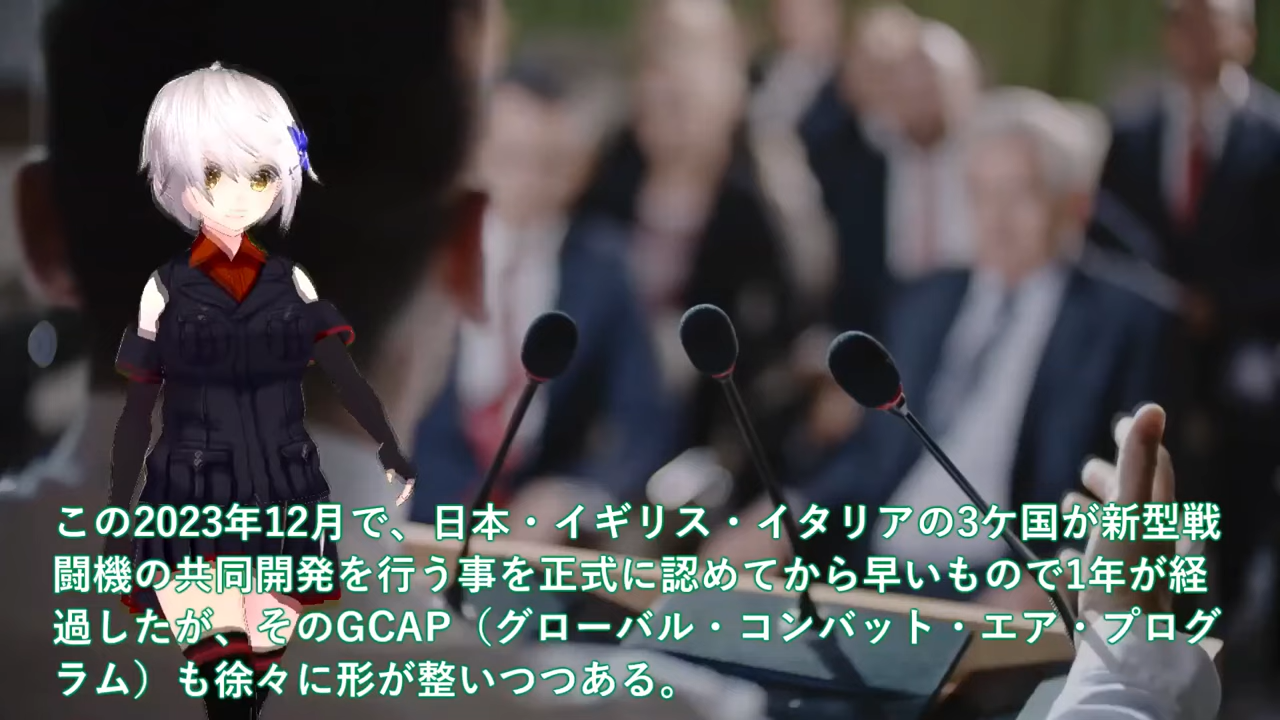 この2023年12月で、日本・イギリス・イタリアの3ケ国が新型戦
闘機の共同開発を行う事を正式に認めてから早いもので1年が経
過したが、そのGCAP（グローバル・コンバット・エア・プログ
ラム）も徐々に形が整いつつある。